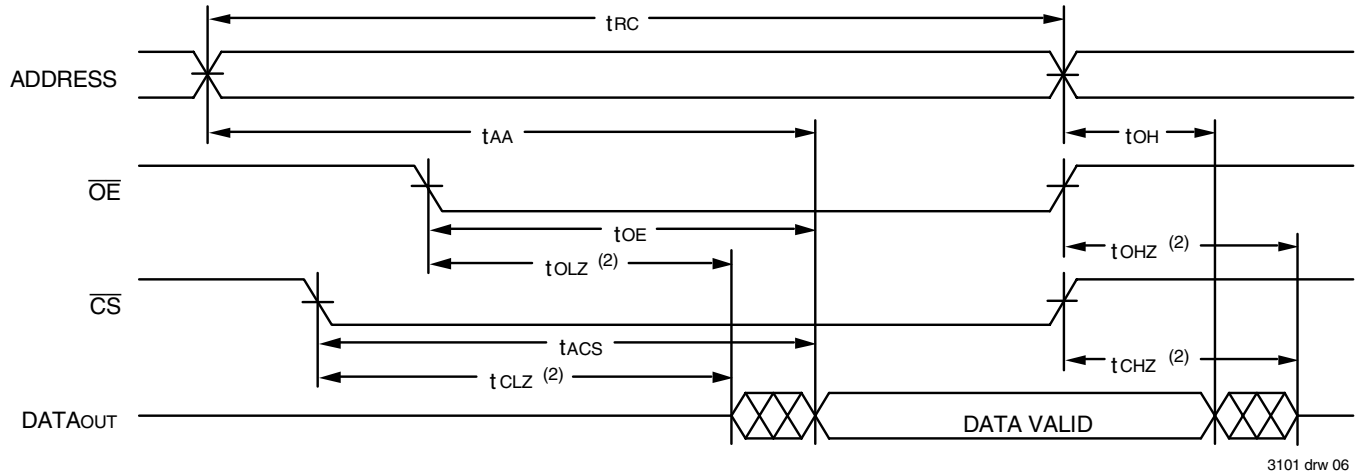 tRC
ADDRESS
tAA
tOH
OE
tOE
tOLZ (2)
tOHZ (2)
CS
tACS
tCLZ (2)
tCHZ (2)
DATAOUT
DATA VALID
3101 drw 06